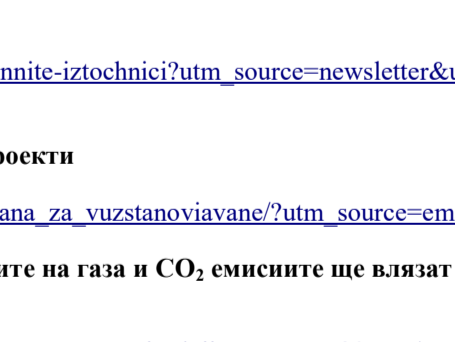 nnite-iztochnici?utm_source=newsletter&u
роекти
ana_za_vuzstanoviavane/?utm_source=em
ите на газа и CO₂ емисиите ще влязат